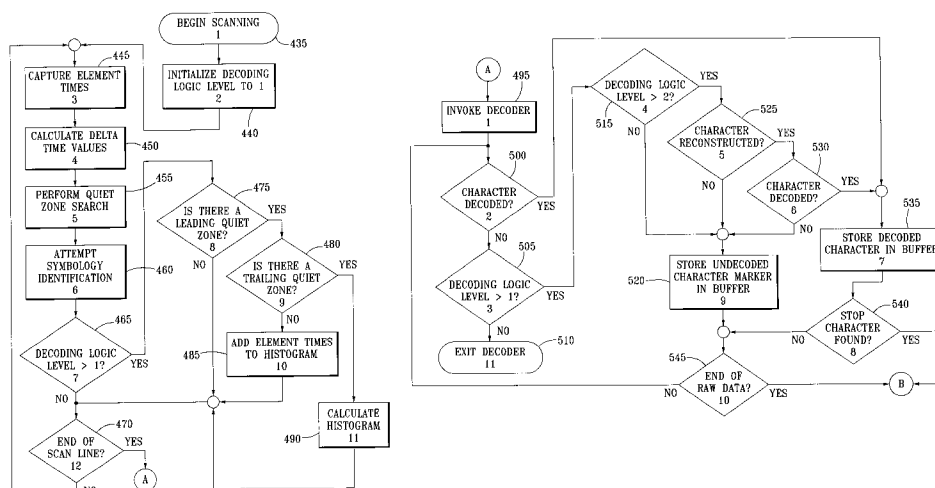 BEGIN SCANNING
1
435
INITIALIZE DECODING
LOGIC LEVEL TO 1
2
440
445
CAPTURE ELEMENT
TIMES
3
CALCULATE DELTA
TIME VALUES
4
450
455
PERFORM QUIET
ZONE SEARCH
5
ATTEMPT
SYMBOLOGY
IDENTIFICATION
6
460
465
DECODING LOGIC
LEVEL > 1?
7
YES
NO
470
END OF
SCAN LINE?
12
YES
A
NO
475
IS THERE A
LEADING QUIET
ZONE?
8
YES
NO
480
IS THERE A
TRAILING QUIET
ZONE?
9
YES
NO
485
ADD ELEMENT TIMES
TO HISTOGRAM
10
CALCULATE
HISTOGRAM
11
490
A
495
INVOKE DECODER
1
500
CHARACTER
DECODED?
2
YES
NO
505
DECODING LOGIC
LEVEL > 1?
3
YES
NO
EXIT DECODER
11
510
DECODING LOGIC
LEVEL > 2?
4
YES
515
NO
525
CHARACTER
RECONSTRUCTED?
5
YES
NO
530
CHARACTER
DECODED?
6
YES
NO
535
STORE DECODED
CHARACTER IN BUFFER
7
520
STORE UNDECODED
CHARACTER MARKER
IN BUFFER
9
540
STOP
CHARACTER
FOUND?
8
NO
YES
545
END OF
RAW DATA?
10
NO
YES
B